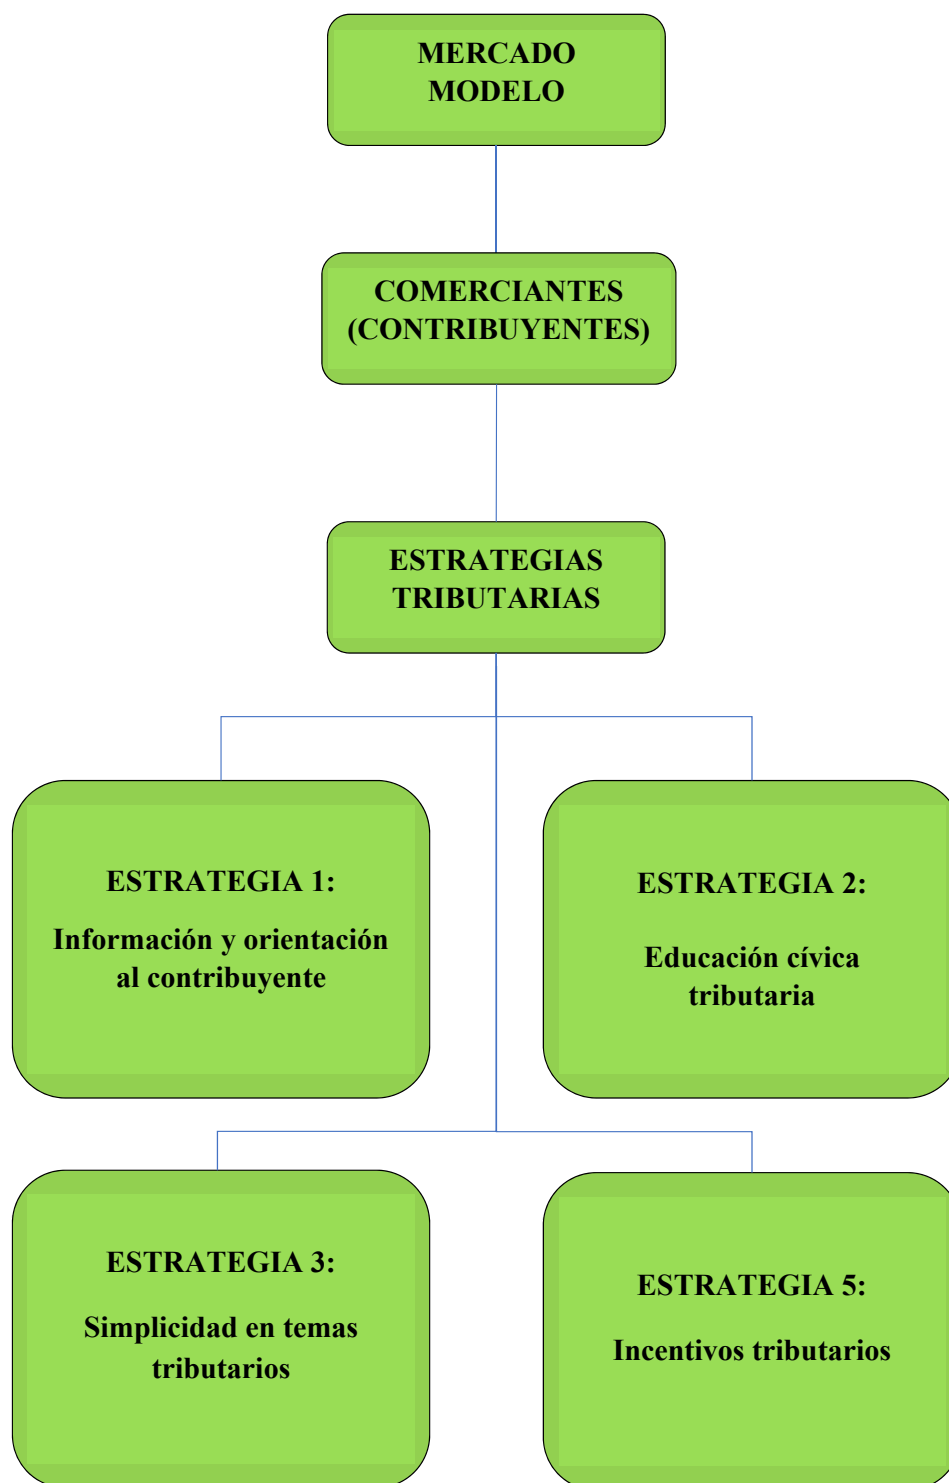 MERCADO
MODELO
COMERCIANTES
(CONTRIBUYENTES)
ESTRATEGIAS
TRIBUTARIAS
ESTRATEGIA 1:
Información y orientación
al contribuyente
ESTRATEGIA 2:
Educación cívica
tributaria
ESTRATEGIA 3:
Simplicidad en temas
tributarios
ESTRATEGIA 5:
Incentivos tributarios